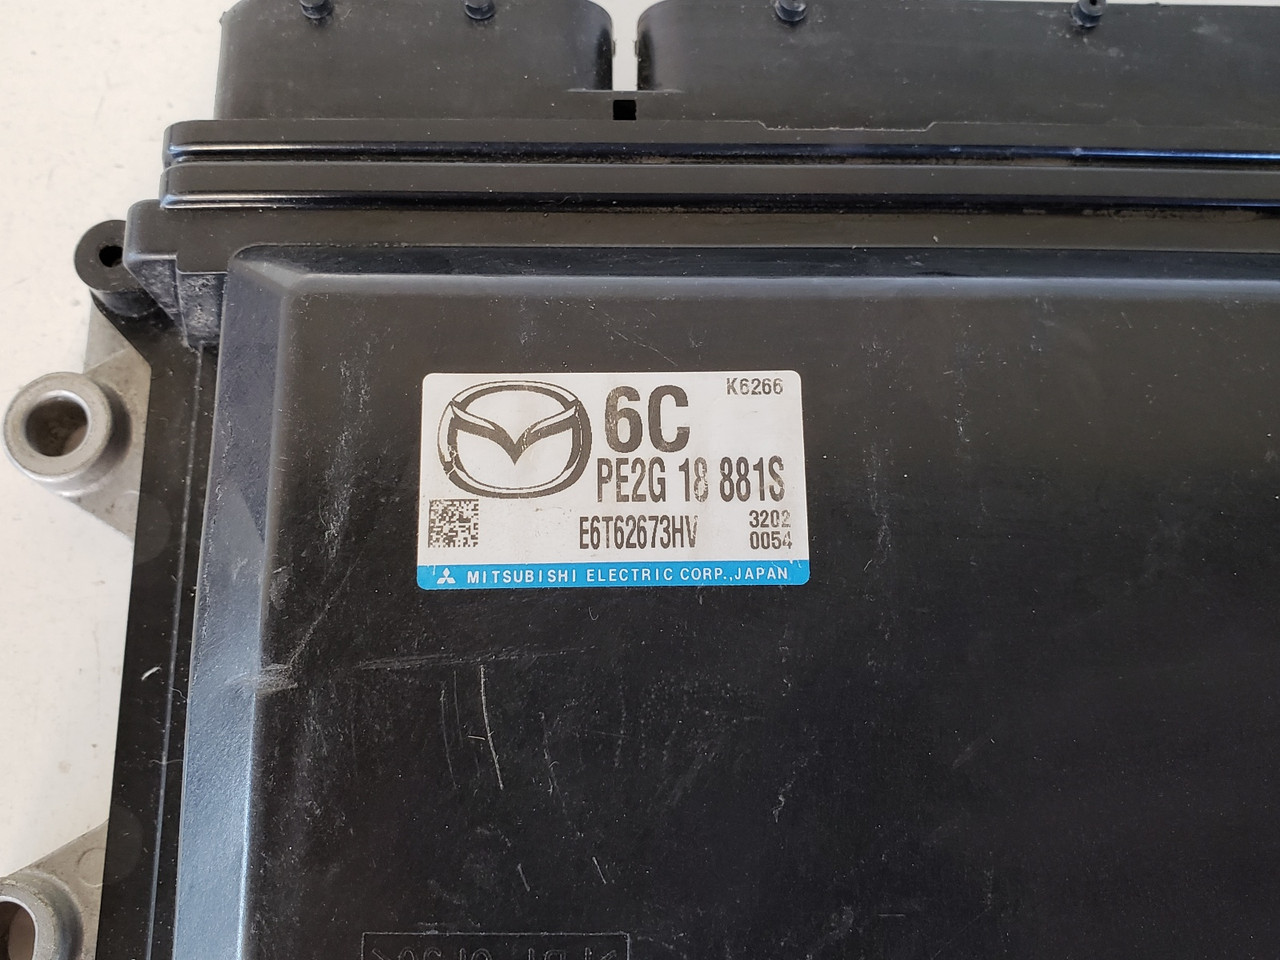 6C
K6266
PE2G 18 881S
E6T62673HV
3202
0054
MITSUBISHI ELECTRIC CORP.,JAPAN